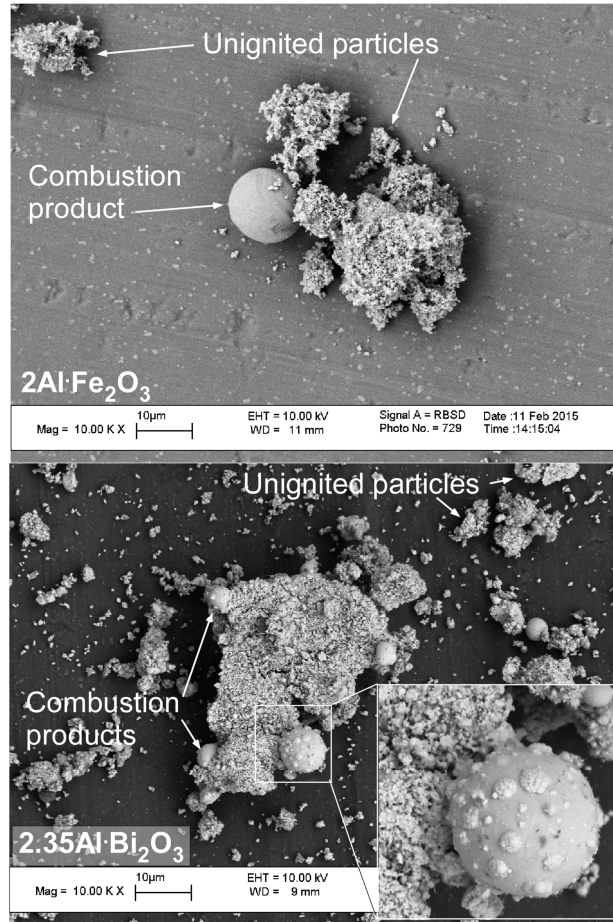 Unignited particles
Combustion
product
2Al·Fe₂O₃
Mag = 10.00 K X
10µm
EHT = 10.00 kV
WD = 11 mm
Signal A = RBSD
Photo No. = 729
Date :11 Feb 2015
Time :14:15:04
Unignited particles
Combustion
products
2.35Al·Bi₂O₃
Mag = 10.00 K X
10µm
EHT = 10.00 kV
WD = 9 mm